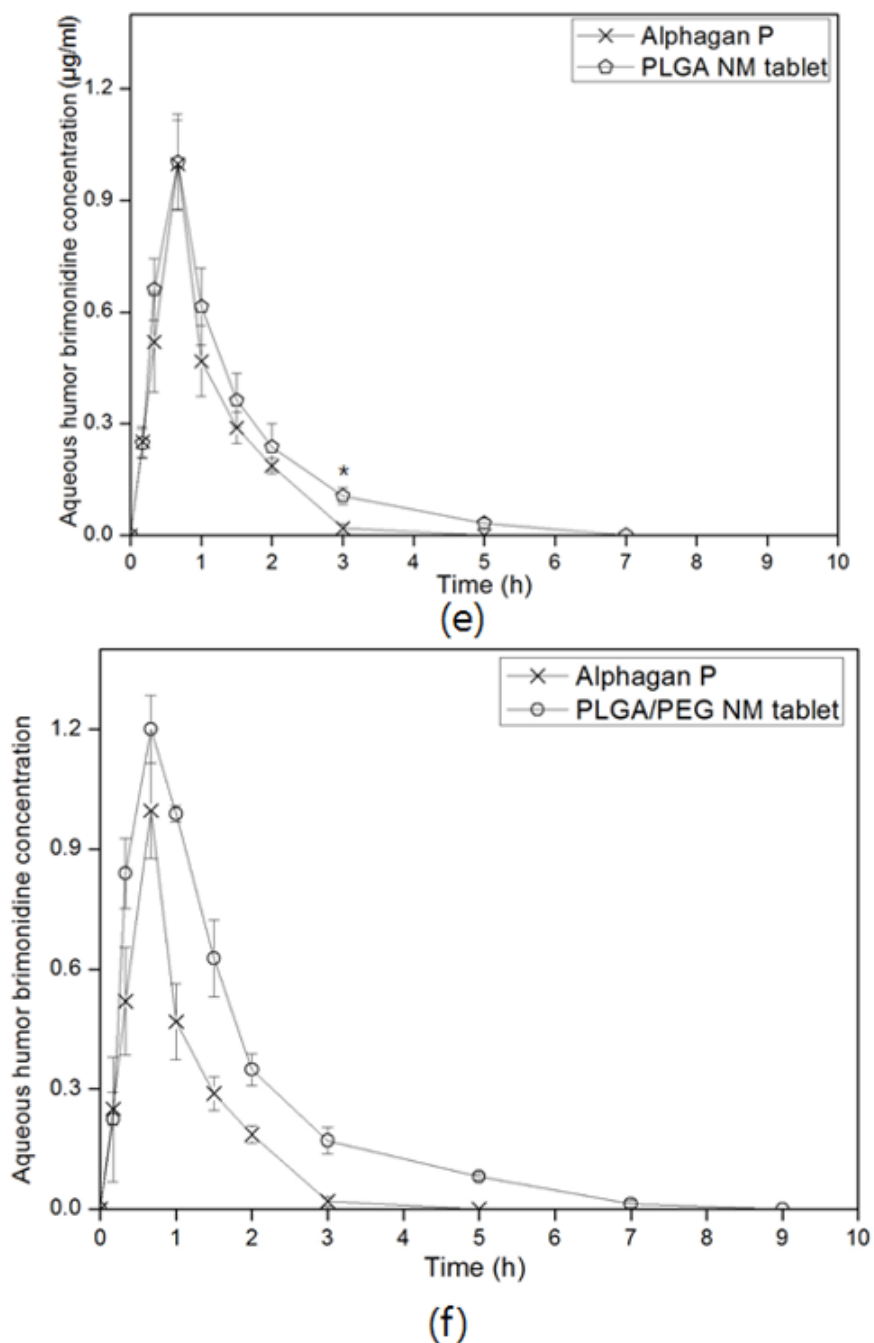 Alphagan P
PLGA NM tablet
Aqueous humor brimonidine concentration (μg/ml)
1.2
0.9
0.6
0.3
0.0
*
0 1 2 3 4 5 6 7 8 9 10
Time (h)
(e)
Alphagan P
PLGA/PEG NM tablet
Aqueous humor brimonidine concentration
1.2
0.9
0.6
0.3
0.0
0 1 2 3 4 5 6 7 8 9 10
Time (h)
(f)